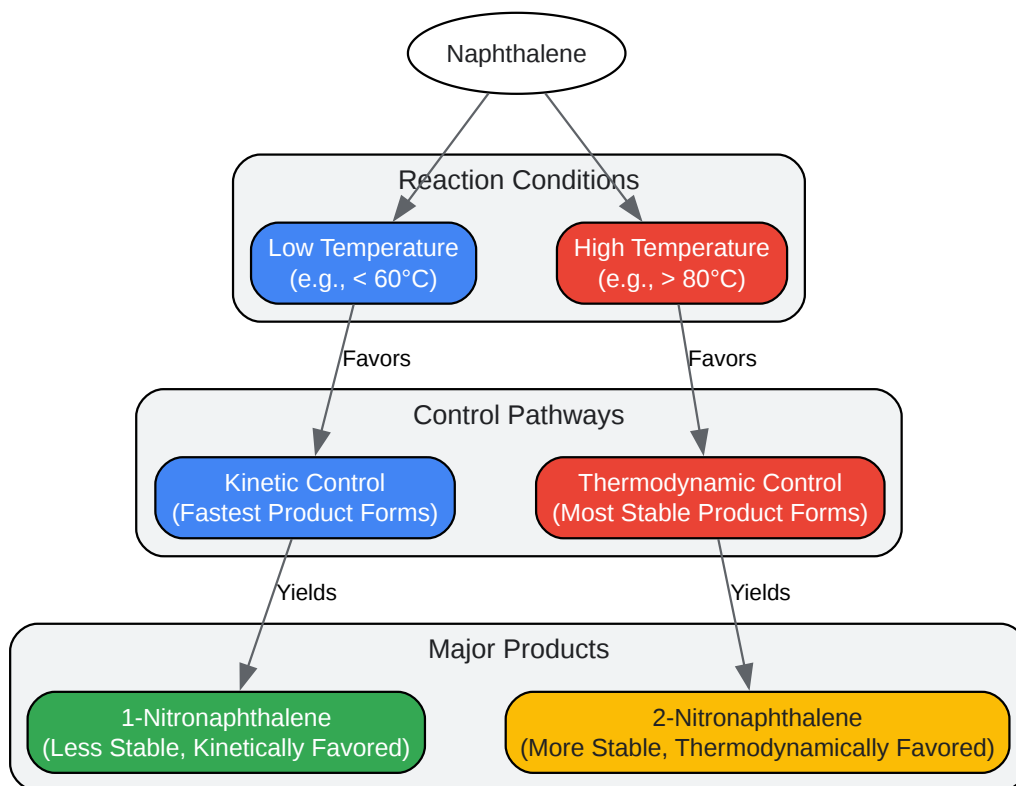 Naphthalene
Reaction Conditions
Low Temperature
(e.g., < 60°C)
High Temperature
(e.g., > 80°C)
Favors
Favors
Control Pathways
Kinetic Control
(Fastest Product Forms)
Thermodynamic Control
(Most Stable Product Forms)
Yields
Yields
Major Products
1-Nitronaphthalene
(Less Stable, Kinetically Favored)
2-Nitronaphthalene
(More Stable, Thermodynamically Favored)